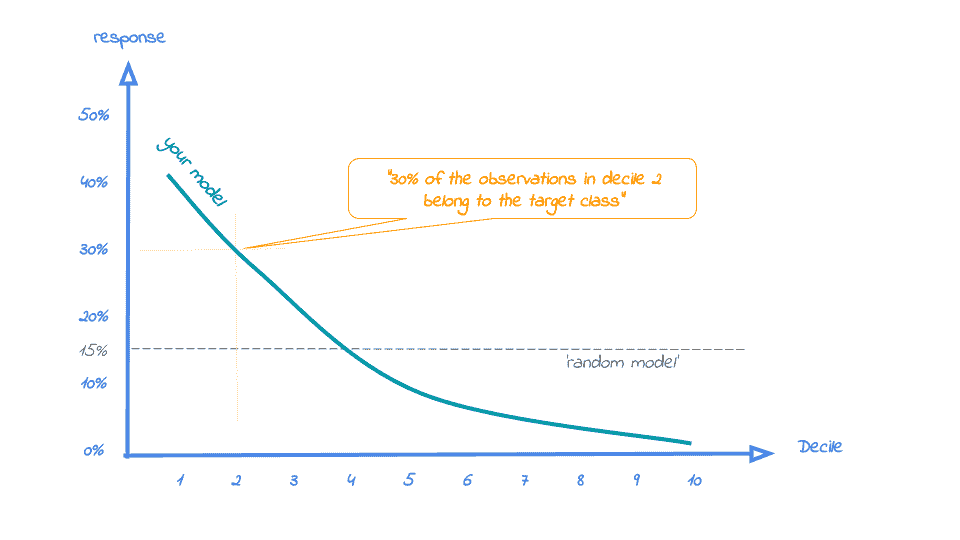 response
50%
your model
40%
"30% of the observations in decile 2
belong to the target class"
30%
20%
15%
'random model'
10%
0%
Decile
1 2 3 4 5 6 7 8 9 10